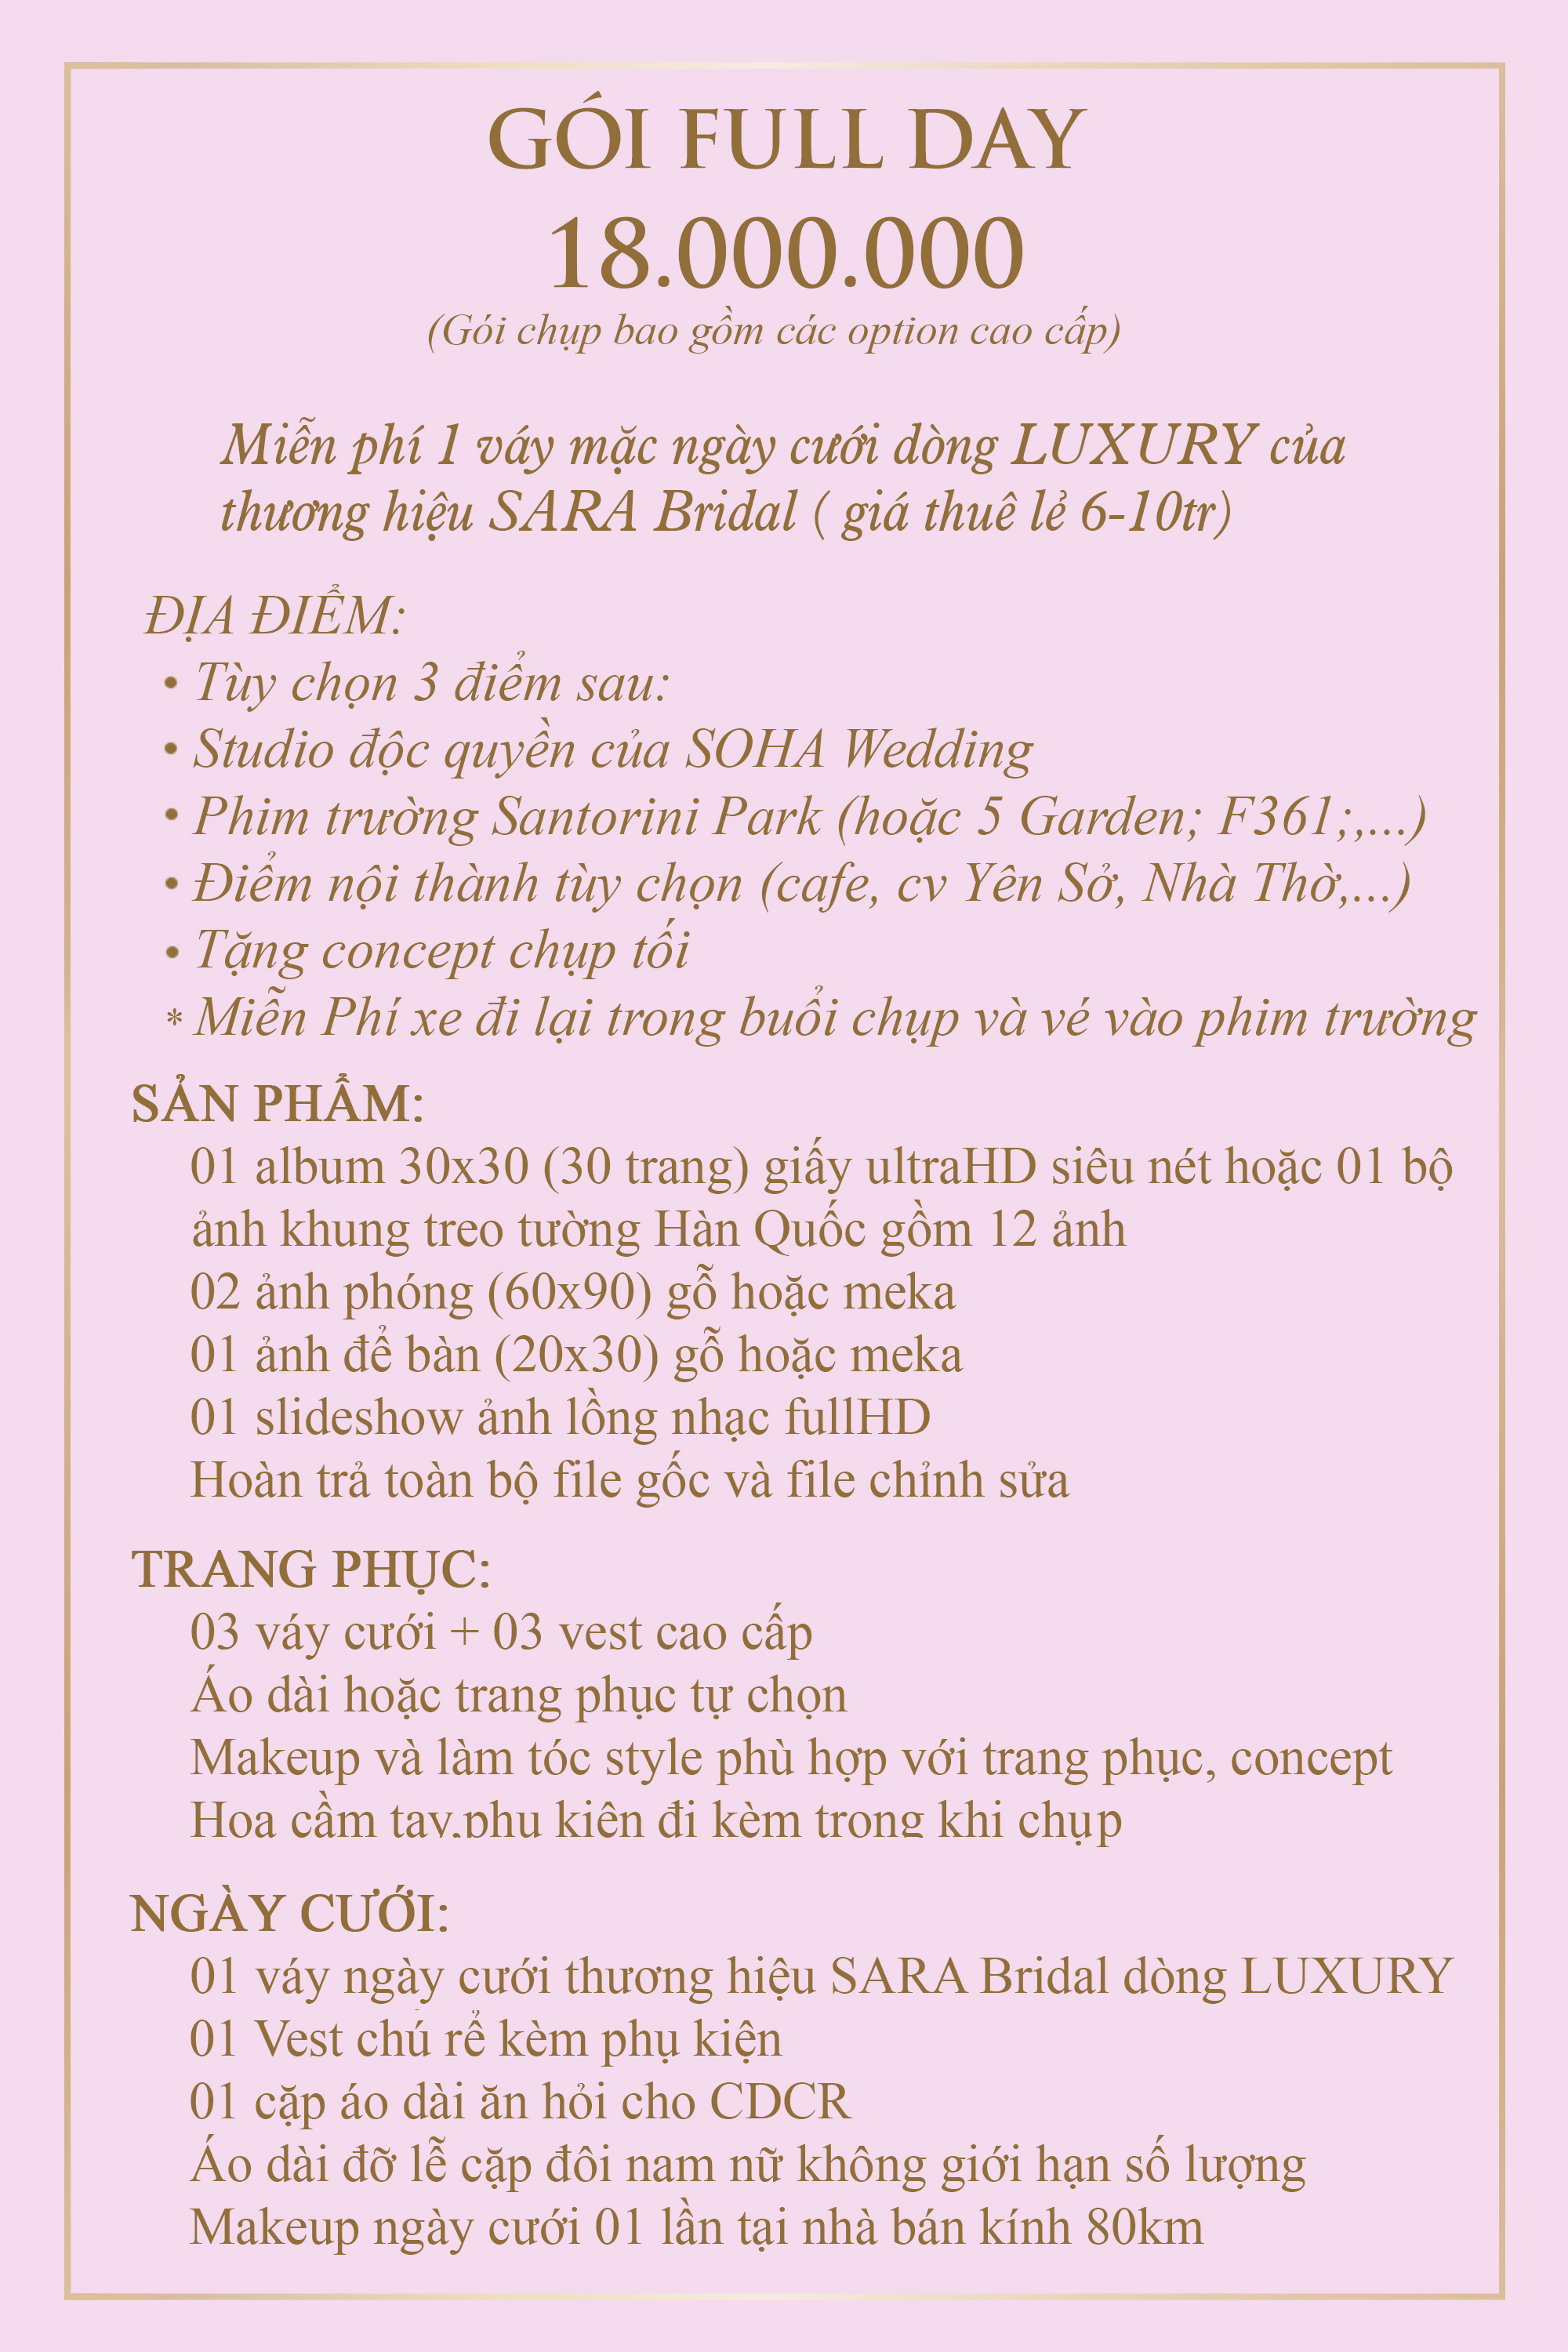 GÓI FULL DAY
18.000.000
(Gói chụp bao gồm các option cao cấp)
Miễn phí 1 váy mặc ngày cưới dòng LUXURY của
thương hiệu SARA Bridal ( giá thuê lẻ 6-10tr)
ĐỊA ĐIỂM:
• Tùy chọn 3 điểm sau:
• Studio độc quyền của SOHA Wedding
• Phim trường Santorini Park (hoặc 5 Garden; F361;,...)
• Điểm nội thành tùy chọn (cafe, cv Yên Sở, Nhà Thờ,...)
• Tặng concept chụp tối
* Miễn Phí xe đi lại trong buổi chụp và vé vào phim trường
SẢN PHẨM:
01 album 30x30 (30 trang) giấy ultraHD siêu nét hoặc 01 bộ
ảnh khung treo tường Hàn Quốc gồm 12 ảnh
02 ảnh phóng (60x90) gỗ hoặc meka
01 ảnh để bàn (20x30) gỗ hoặc meka
01 slideshow ảnh lồng nhạc fullHD
Hoàn trả toàn bộ file gốc và file chỉnh sửa
TRANG PHỤC:
03 váy cưới + 03 vest cao cấp
Áo dài hoặc trang phục tự chọn
Makeup và làm tóc style phù hợp với trang phục, concept
Hoa cầm tay,phụ kiện đi kèm trong khi chụp
NGÀY CƯỚI:
01 váy ngày cưới thương hiệu SARA Bridal dòng LUXURY
01 Vest chú rể kèm phụ kiện
01 cặp áo dài ăn hỏi cho CDCR
Áo dài đỡ lễ cặp đôi nam nữ không giới hạn số lượng
Makeup ngày cưới 01 lần tại nhà bán kính 80km